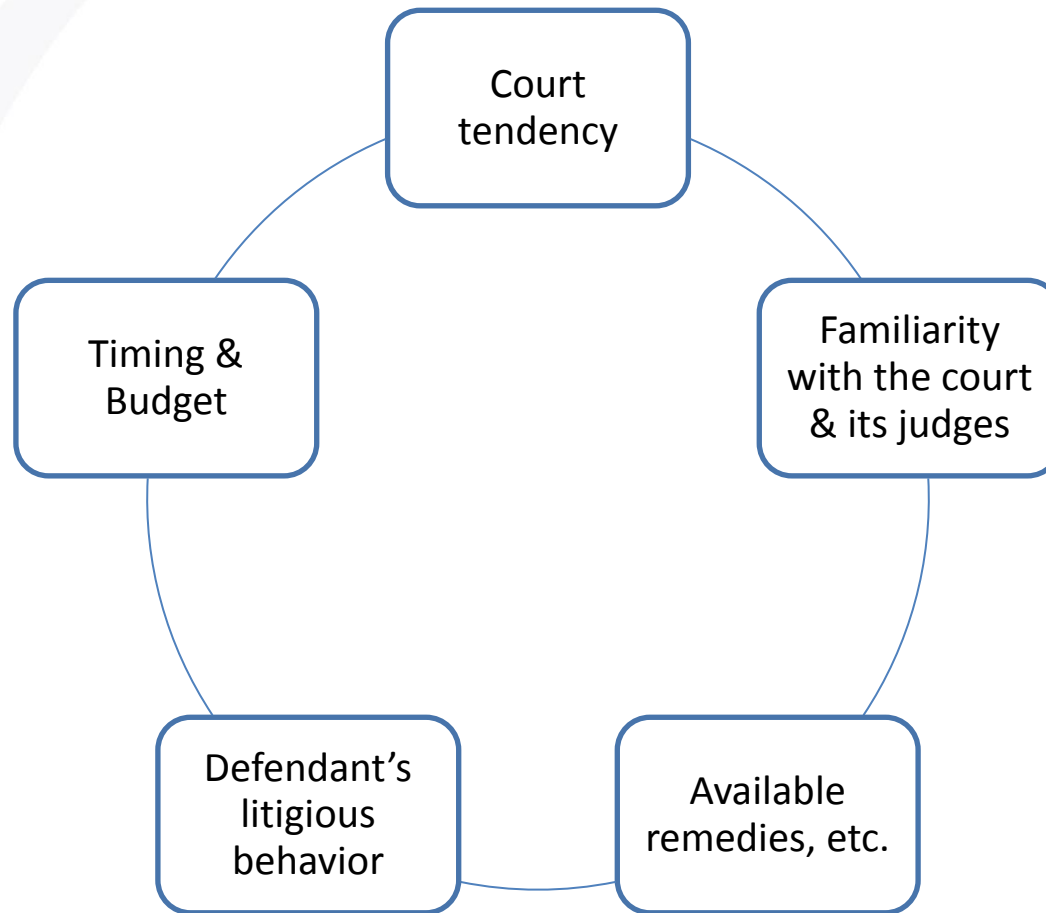 Court
tendency
Familiarity
with the court
& its judges
Available
remedies, etc.
Defendant’s
litigious
behavior
Timing &
Budget